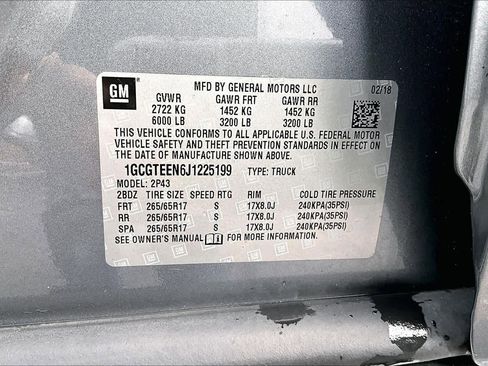 GM
MFD BY GENERAL MOTORS LLC 02/18
GVWR GAWR FRT GAWR RR
2722 KG 1452 KG 1452 KG
6000 LB 3200 LB 3200 LB
THIS VEHICLE CONFORMS TO ALL APPLICABLE U.S. FEDERAL MOTOR
VEHICLE SAFETY AND THEFT PREVENTION STANDARDS IN EFFECT ON
THE DATE OF MANUFACTURE SHOWN ABOVE.
1GCGTEEN6J1225199 TYPE: TRUCK
MODEL: 2P43
2BDZ TIRE SIZE SPEED RTG RIM COLD TIRE PRESSURE
FRT 265/65R17 S 17X8.0J 240KPA(35PSI)
RR 265/65R17 S 17X8.0J 240KPA(35PSI)
SPA 265/65R17 S 17X8.0J 240KPA(35PSI)
SEE OWNER'S MANUAL FOR MORE INFORMATION.